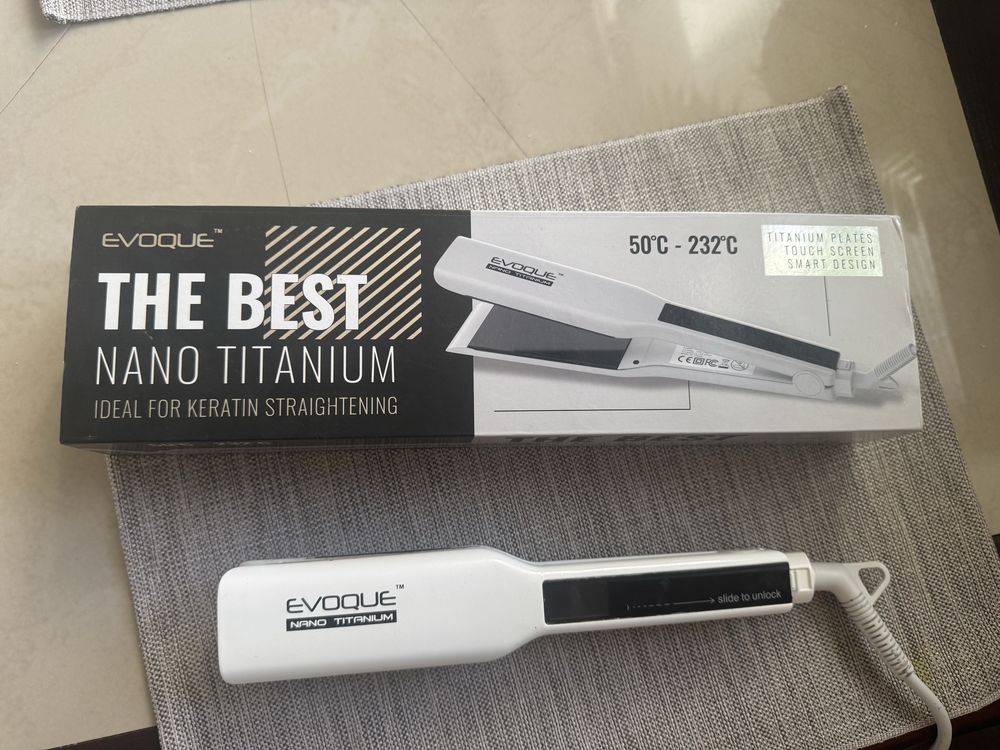 EVOQUE™
THE BEST
NANO TITANIUM
IDEAL FOR KERATIN STRAIGHTENING
50°C - 232°C
TITANIUM PLATES
TOUCH SCREEN
SMART DESIGN
EVOQUE™
NANO TITANIUM
THE BEST
EVOQUE™
NANO TITANIUM
slide to unlock